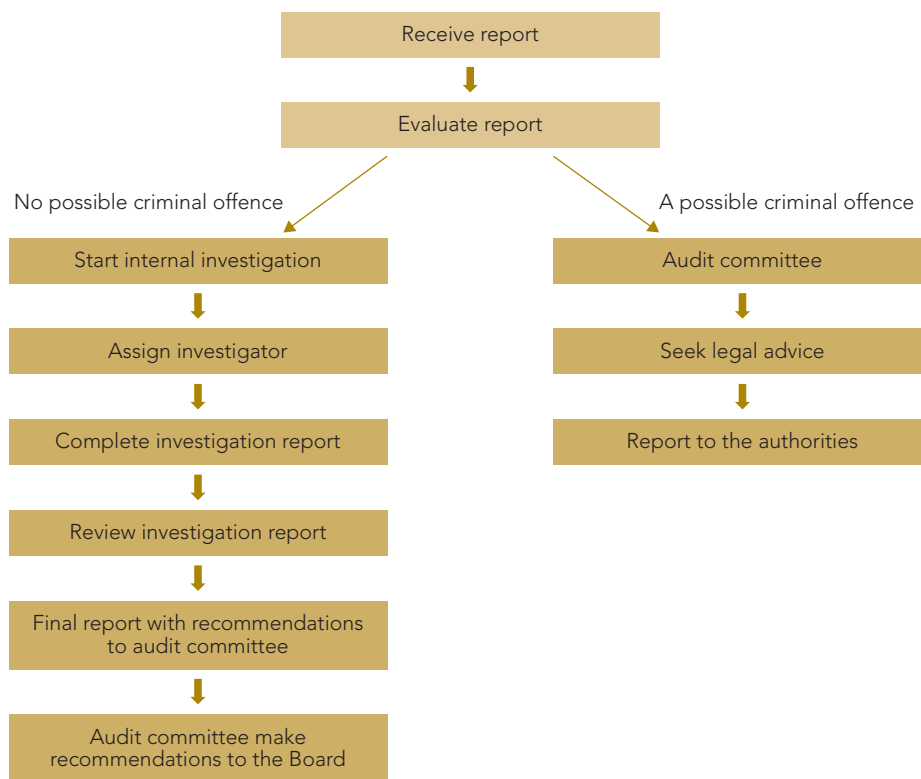 Receive report
Evaluate report
No possible criminal offence
A possible criminal offence
Start internal investigation
Audit committee
Assign investigator
Seek legal advice
Complete investigation report
Report to the authorities
Review investigation report
Final report with recommendations
to audit committee
Audit committee make
recommendations to the Board